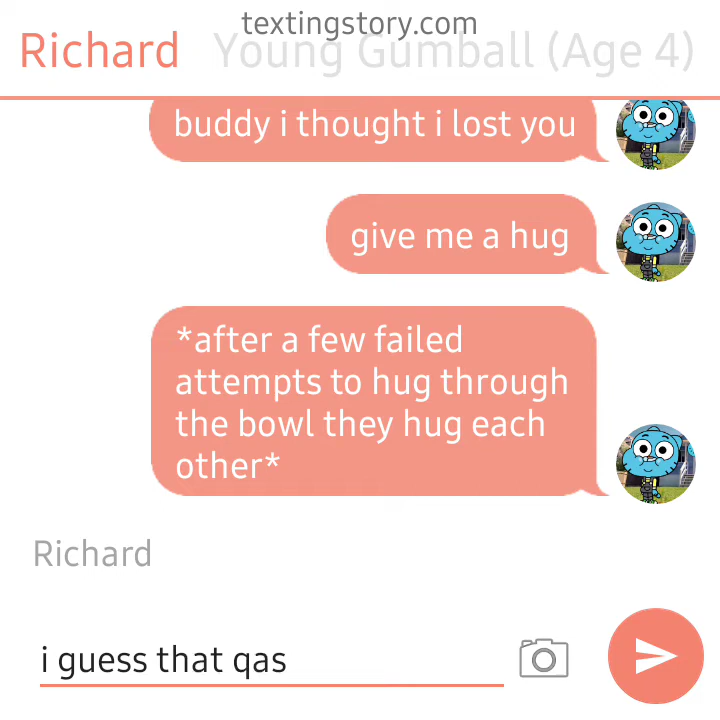 textingstory.com
Richard Young Gumball (Age 4)
buddy i thought i lost you
give me a hug
*after a few failed
attempts to hug through
the bowl they hug each
other*
Richard
i guess that qas